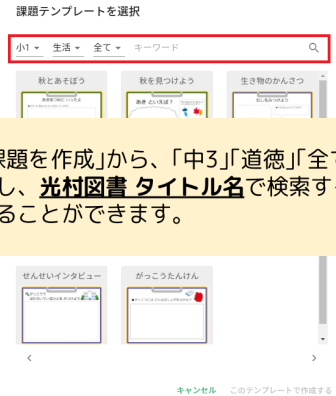 課題テンプレートを選択
小1 生活 全て キーワード
秋とあそぼう 秋を見つけよう 生き物のかんさつ
あき といえば？
課題を作成」から、「中3」「道徳」「全て
し、光村図書 タイトル名で検索す
ることができます。
せんせいインタビュー がっこうたんけん
キャンセル このテンプレートで作成する